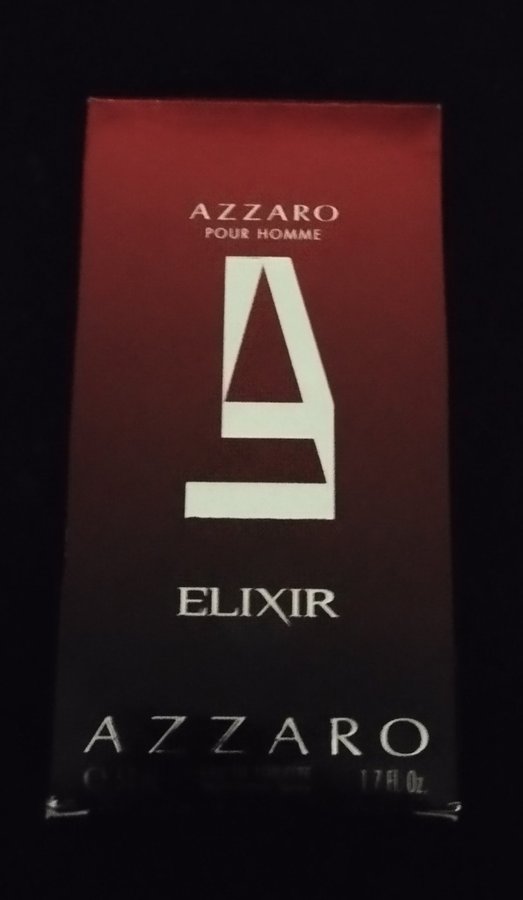 AZZARO
POUR HOMME
ELIXIR
AZZARO
1.7 Fl. Oz.